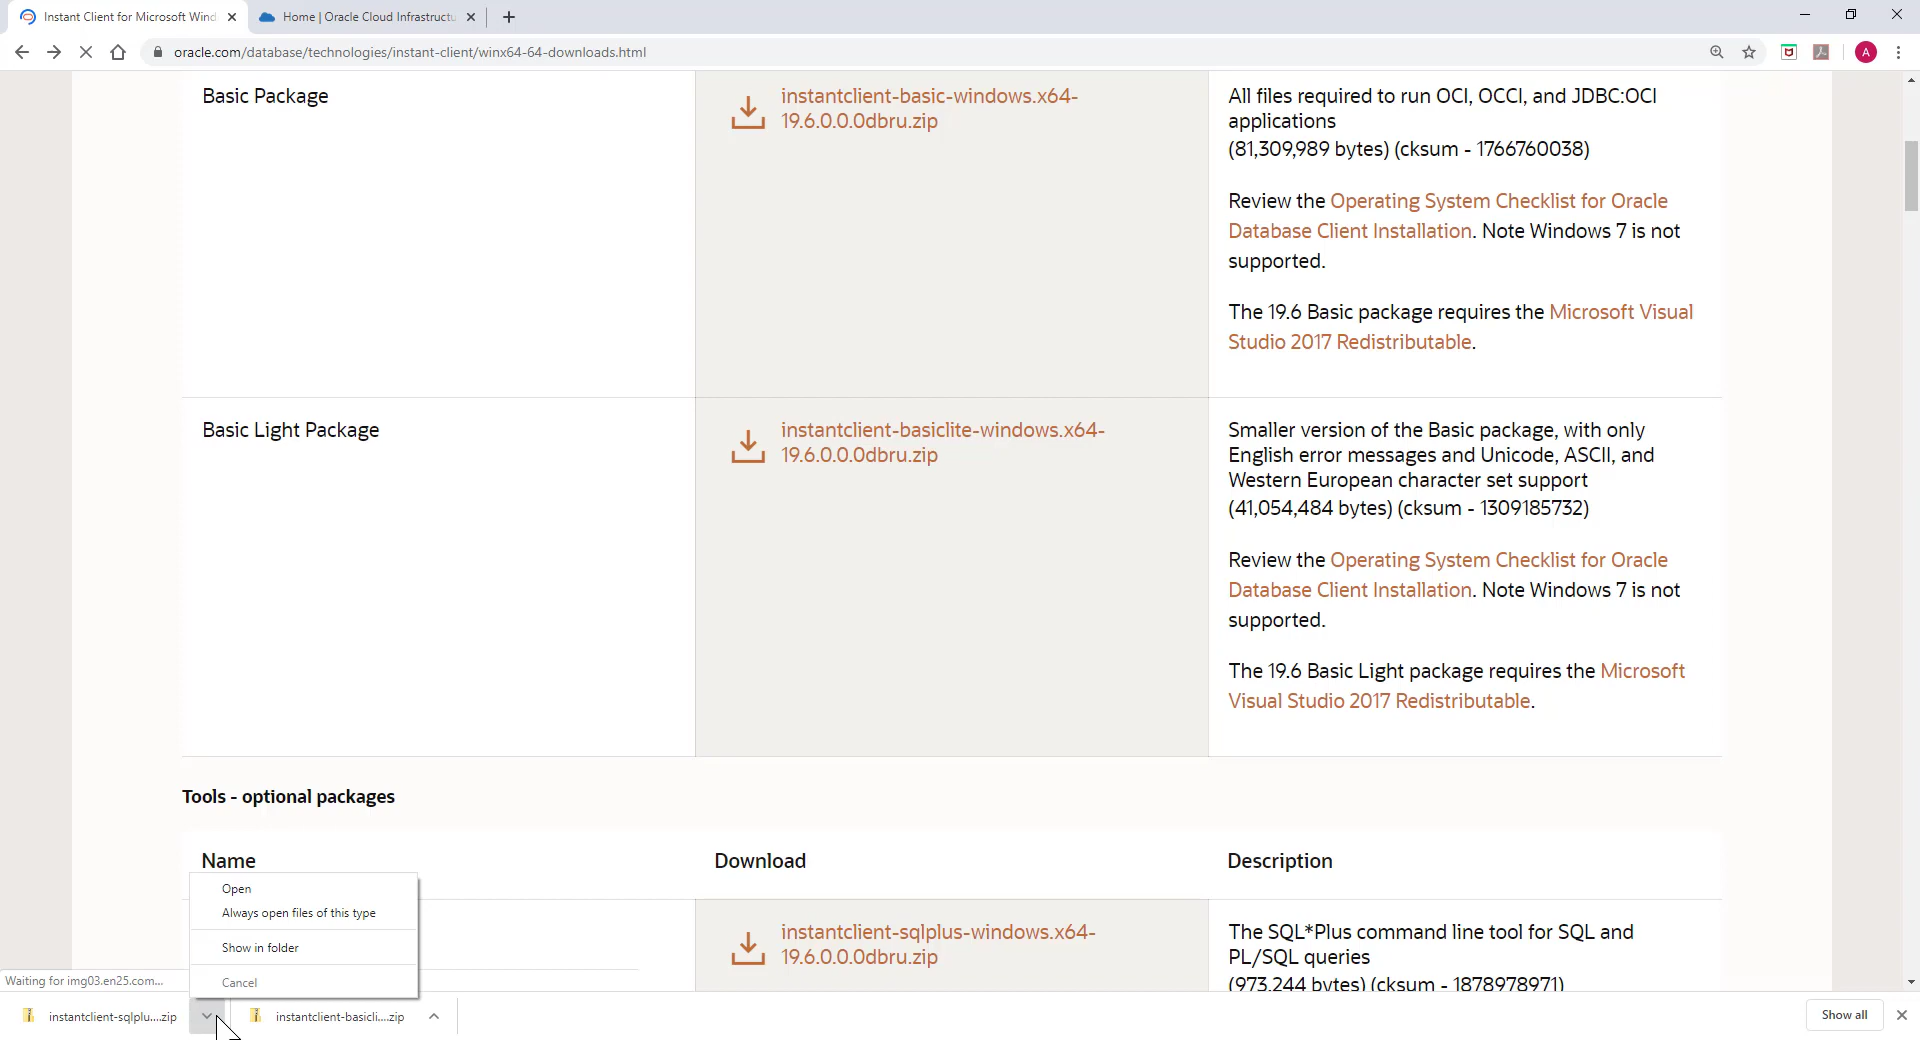 Instant Client for Microsoft Wind
Home | Oracle Cloud Infrastructu
oracle.com/database/technologies/instant-client/winx64-64-downloads.html
A
Basic Package
instantclient-basic-windows.x64-
19.6.0.0.0dbru.zip
All files required to run OCI, OCCI, and JDBC:OCI
applications
(81,309,989 bytes) (cksum - 1766760038)
Review the Operating System Checklist for Oracle
Database Client Installation. Note Windows 7 is not
supported.
The 19.6 Basic package requires the Microsoft Visual
Studio 2017 Redistributable.
Basic Light Package
instantclient-basiclite-windows.x64-
19.6.0.0.0dbru.zip
Smaller version of the Basic package, with only
English error messages and Unicode, ASCII, and
Western European character set support
(41,054,484 bytes) (cksum - 1309185732)
Review the Operating System Checklist for Oracle
Database Client Installation. Note Windows 7 is not
supported.
The 19.6 Basic Light package requires the Microsoft
Visual Studio 2017 Redistributable.
Tools - optional packages
Name
Download
Description
instantclient-sqlplus-windows.x64-
19.6.0.0.0dbru.zip
The SQL*Plus command line tool for SQL and
PL/SQL queries
(973,244 bytes) (cksum - 1878978971)
Open
Always open files of this type
Show in folder
Cancel
Waiting for img03.en25.com...
instantclient-sqlplu....zip
instantclient-basicli....zip
Show all